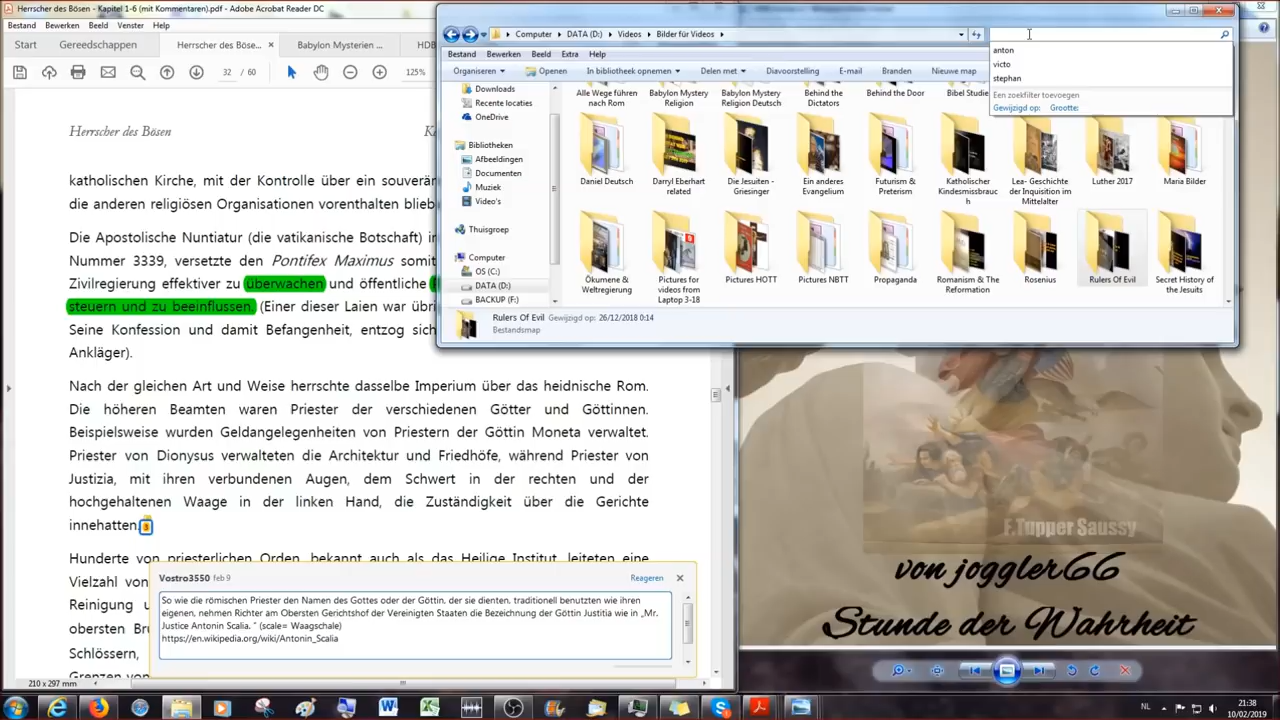 Herrscher des Bösen - Kapitel 1-6 (mit Kommentaren).pdf - Adobe Acrobat Reader DC
Bestand Bewerken Beeld Venster Help
Start Gereedschappen Herrscher des Böse... × Babylon Mysterien ... HDB
32 / 60 125%
Herrscher des Bösen
katholischen Kirche, mit der Kontrolle über ein souverän
die anderen religiösen Organisationen vorenthalten blieb
Die Apostolische Nuntiatur (die vatikanische Botschaft) i
Nummer 3339, versetzte den Pontifex Maximus somit
Zivilregierung effektiver zu überwachen und öffentliche
steuern und zu beeinflussen. (Einer dieser Laien war übri
Seine Konfession und damit Befangenheit, entzog sich
Ankläger).
Nach der gleichen Art und Weise herrschte dasselbe Imperium über das heidnische Rom.
Die höheren Beamten waren Priester der verschiedenen Götter und Göttinnen.
Beispielsweise wurden Geldangelegenheiten von Priestern der Göttin Moneta verwaltet.
Priester von Dionysus verwalteten die Architektur und Friedhöfe, während Priester von
Justizia, mit ihren verbundenen Augen, dem Schwert in der rechten und der
hochgehaltenen Waage in der linken Hand, die Zuständigkeit über die Gerichte
innehatten.
Hunderte von priesterlichen Orden, bekannt auch als das Heilige Institut, leiteten eine
Vielzahl von
Reinigung u
obersten Br
Schlössern,
Grenzen von
Vostro3550 feb 9 Reageren
So wie die römischen Priester den Namen des Gottes oder der Göttin, der sie dienten, traditionell benutzten wie ihren
eigenen, nehmen Richter am Obersten Gerichtshof der Vereinigten Staaten die Bezeichnung der Göttin Justitia wie in „Mr.
Justice Antonin Scalia. " (scale= Waagschale)
https://en.wikipedia.org/wiki/Antonin_Scalia
210 x 297 mm
Computer DATA (D:) Videos Bilder für Videos
anton
victo
stephan
Een zoekfilter toevoegen
Gewijzigd op: Grootte:
Bestand Bewerken Beeld Extra Help
Organiseren Openen In bibliotheek opnemen Delen met Diavoorstelling E-mail Branden Nieuwe map
Downloads
Recente locaties
OneDrive
Bibliotheken
Afbeeldingen
Documenten
Muziek
Video's
Thuisgroep
Computer
OS (C:)
DATA (D:)
BACKUP (F:)
Alle Wege führen nach Rom
Babylon Mystery Religion
Babylon Mystery Religion Deutsch
Behind the Dictators
Behind the Door
Bibel Studie
Daniel Deutsch
Darryl Eberhart related
Die Jesuiten - Griesinger
Ein anderes Evangelium
Futurism & Preterism
Katholischer Kindesmissbrauch
Lea- Geschichte der Inquisition im Mittelalter
Luther 2017
Maria Bilder
Ökumene & Weltregierung
Pictures for videos from Laptop 3-18
Pictures HOTT
Pictures NBTT
Propaganda
Romanism & The Reformation
Rosenius
Rulers Of Evil
Secret History of the Jesuits
Rulers Of Evil Gewijzigd op: 26/12/2018 0:14
Bestandsmap
F.Tupper Saussy
von joggler66
Stunde der Wahrheit
NL
21:38
10/02/2019